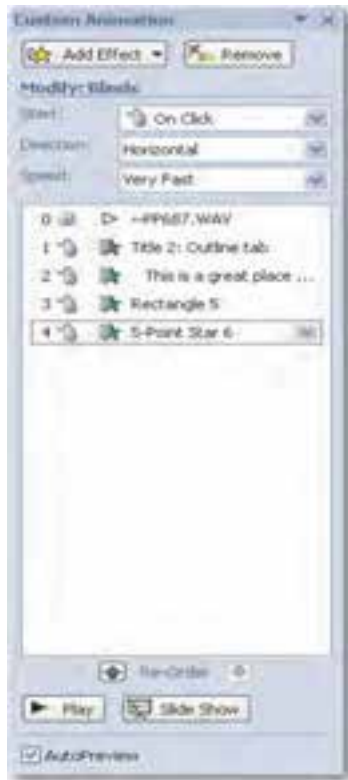 Custom Animation
Add Effect Remove
Modify: Blinds
Start: On Click
Direction: Horizontal
Speed: Very Fast
0 ~PP687.WAV
1 Title 2: Outline tab
2 This is a great place ...
3 Rectangle 5
4 5-Point Star 6
Re-Order
Play Slide Show
AutoPreview